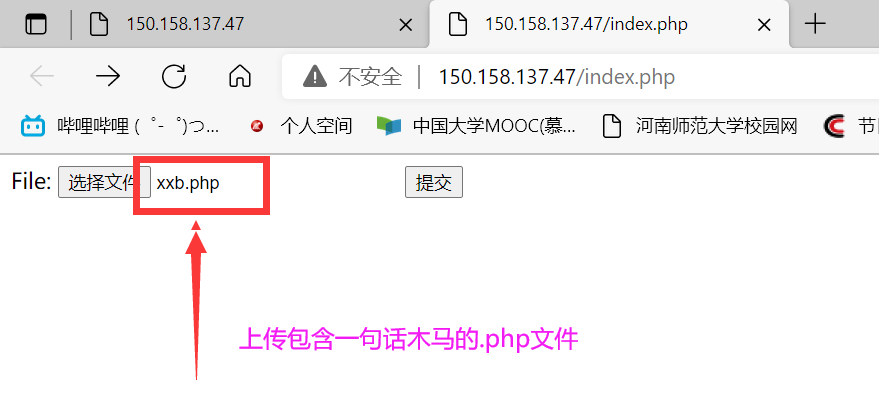 150.158.137.47
150.158.137.47/index.php
不安全 150.158.137.47/index.php
哔哩哔哩 ( ゜- ゜)つ... 个人空间 中国大学MOOC(慕... 河南师范大学校园网 节
File: 选择文件 xxb.php 提交
上传包含一句话木马的.php文件